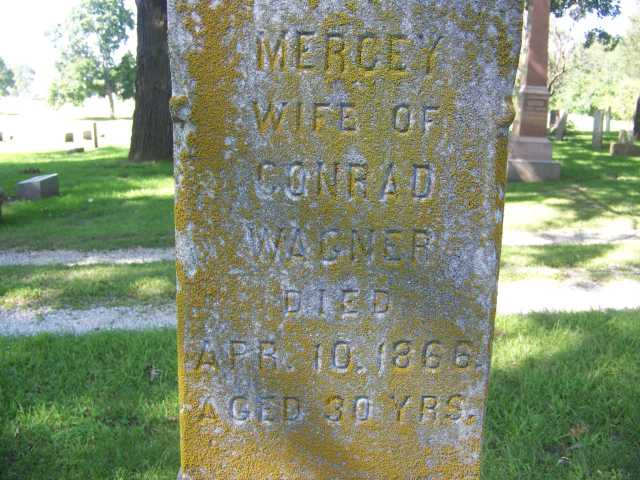 MERCEY
WIFE OF
CONRAD
WAGNER
DIED
APR. 10. 1866.
AGED 30 YRS.